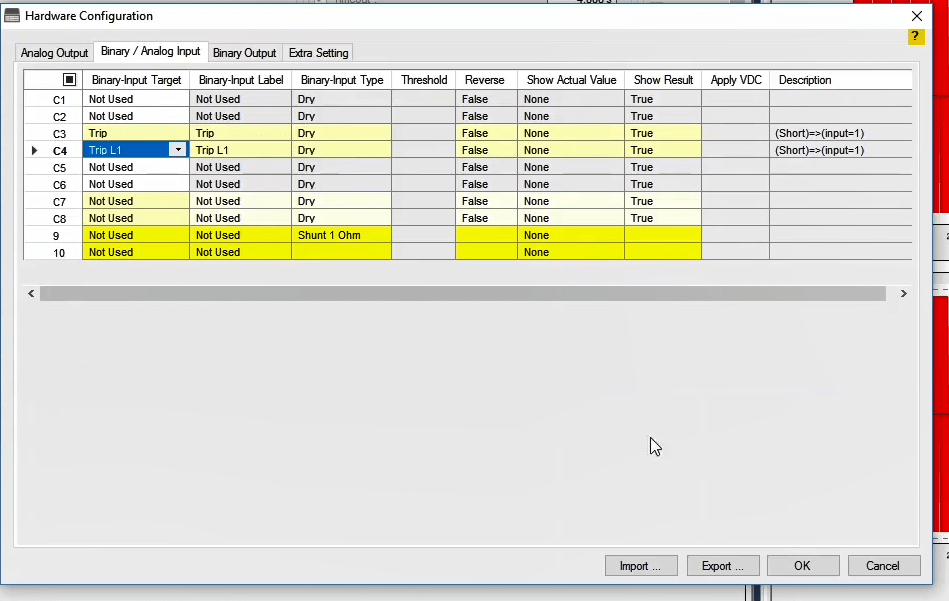 Timeout :
4.000 s
Hardware Configuration
?
Analog Output Binary / Analog Input Binary Output Extra Setting
Binary-Input Target Binary-Input Label Binary-Input Type Threshold Reverse Show Actual Value Show Result Apply VDC Description
C1 Not Used Not Used Dry False None True
C2 Not Used Not Used Dry False None True
C3 Trip Trip Dry False None True (Short)=>(input=1)
C4 Trip L1 Trip L1 Dry False None True (Short)=>(input=1)
C5 Not Used Not Used Dry False None True
C6 Not Used Not Used Dry False None True
C7 Not Used Not Used Dry False None True
C8 Not Used Not Used Dry False None True
9 Not Used Not Used Shunt 1 Ohm None
10 Not Used Not Used None
Import ... Export ... OK Cancel